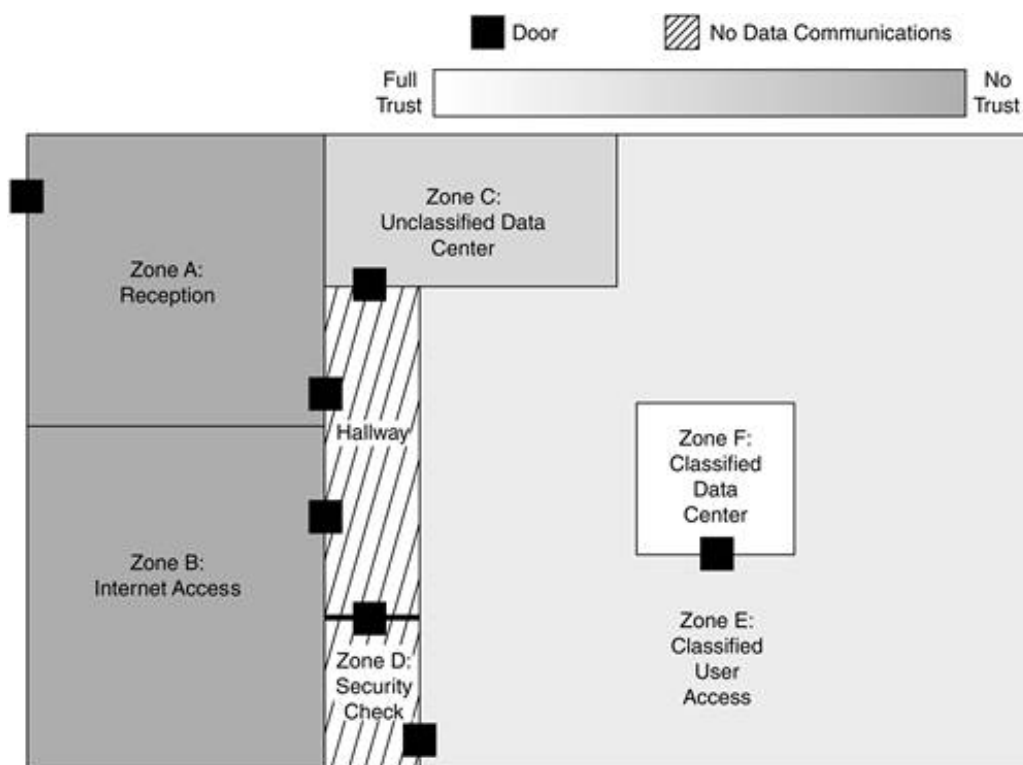 Door
No Data Communications
Full
Trust
No
Trust
Zone C:
Unclassified Data
Center
Zone A:
Reception
Hallway
Zone F:
Classified
Data
Center
Zone B:
Internet Access
Zone E:
Classified
User
Access
Zone D:
Security
Check